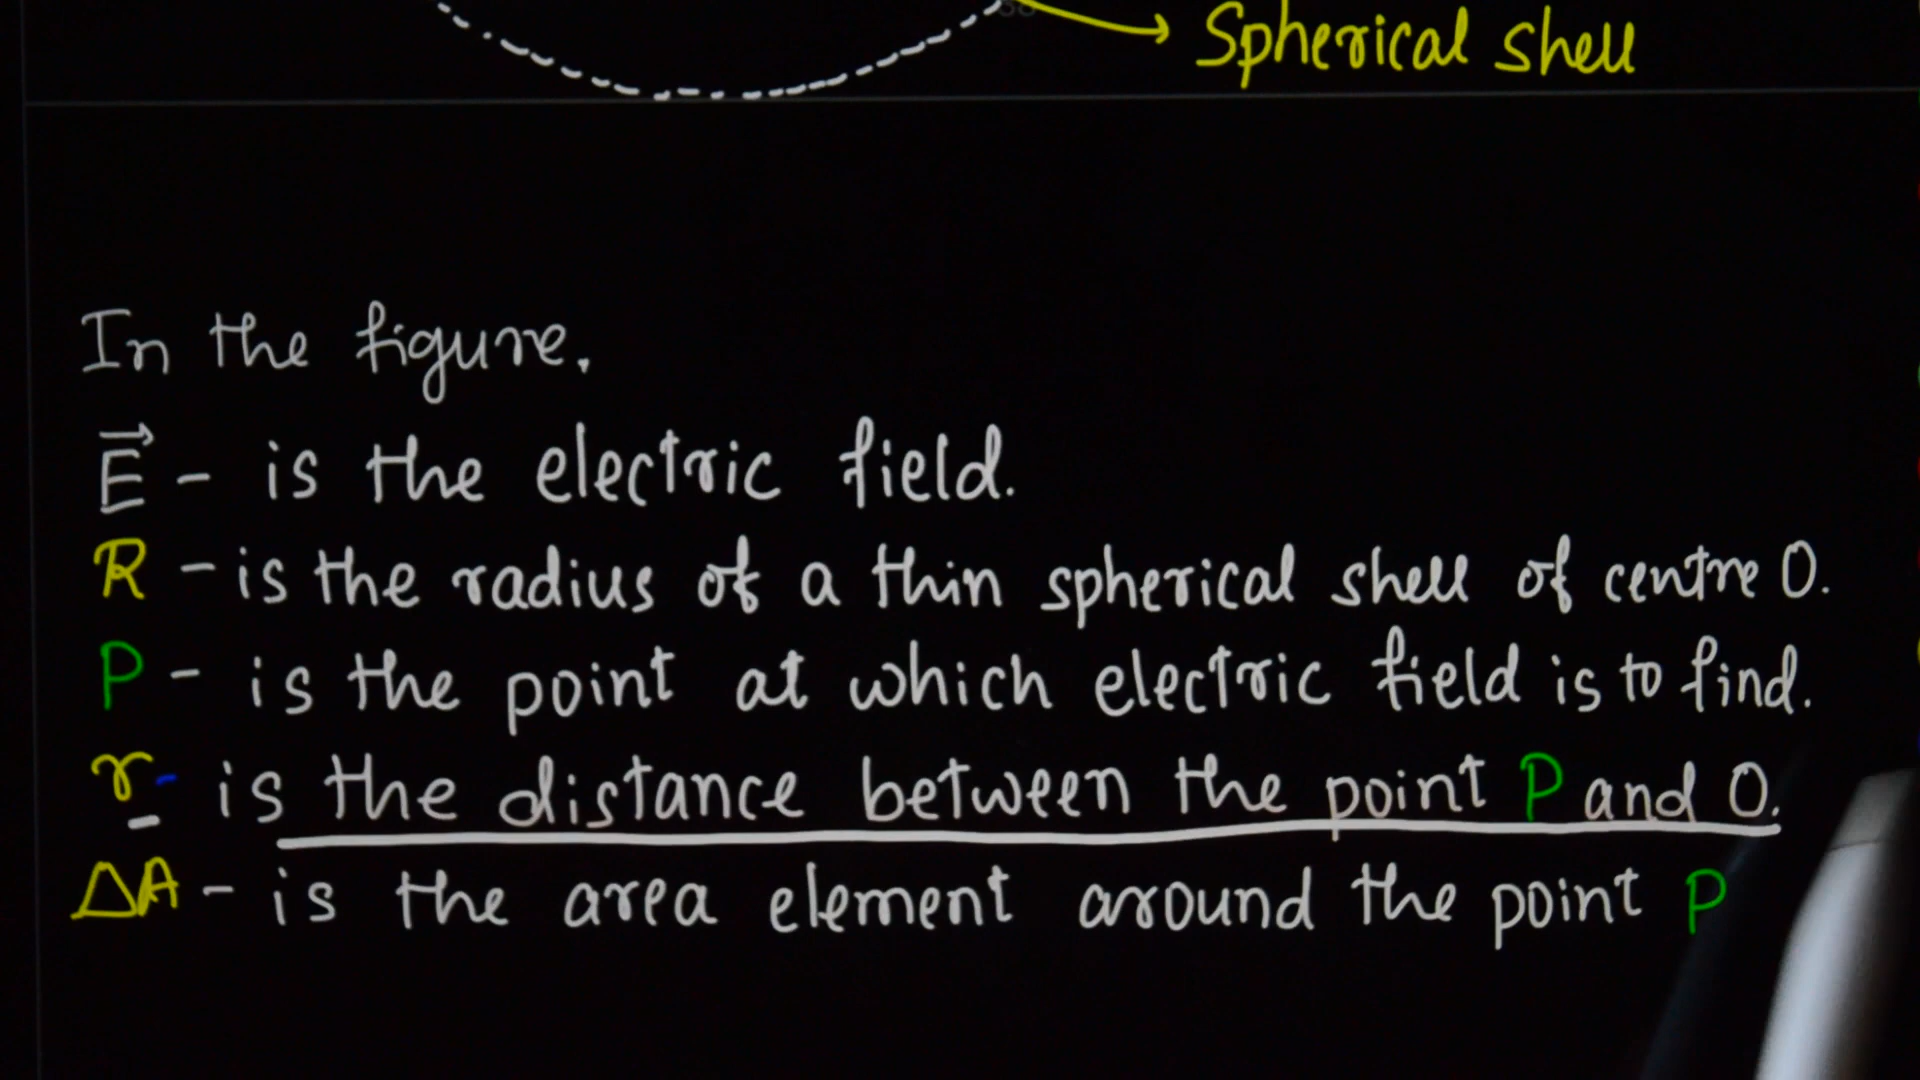 Spherical shell
In the figure,
E⃗ - is the electric field.
R - is the radius of a thin spherical shell of centre O.
P - is the point at which electric field is to find.
r - is the distance between the point P and O.
ΔA - is the area element around the point P